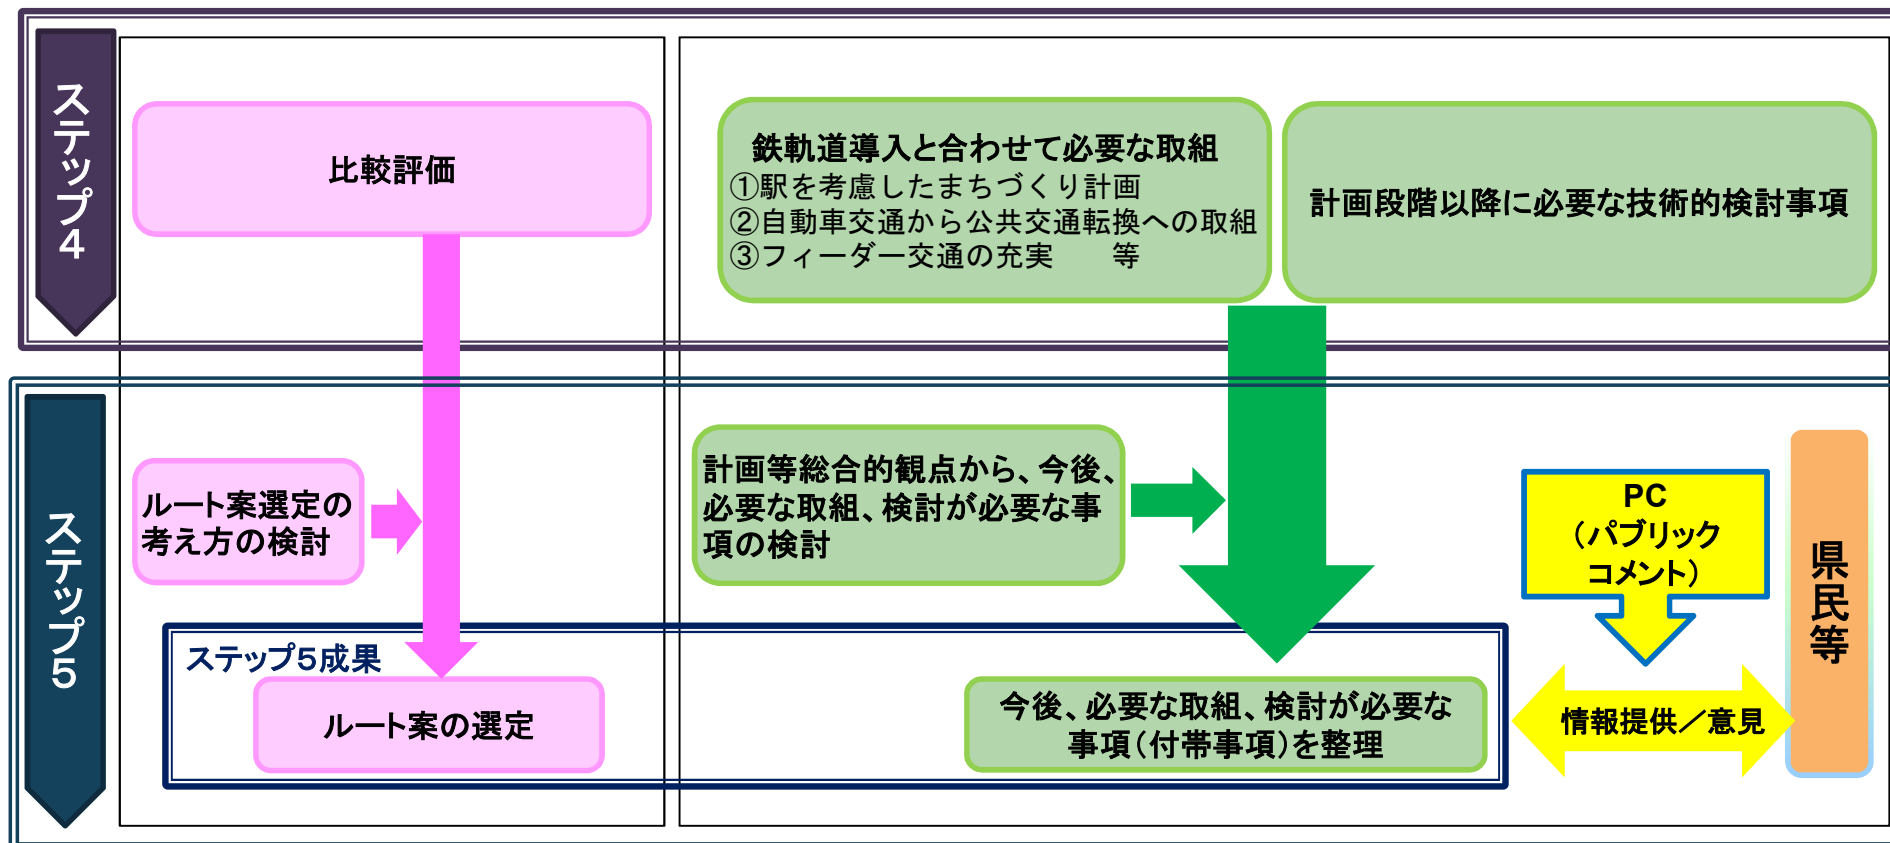 ステップ4
比較評価
鉄軌道導入と合わせて必要な取組
①駅を考慮したまちづくり計画
②自動車交通から公共交通転換への取組
③フィーダー交通の充実　　等
計画段階以降に必要な技術的検討事項
ステップ5
ルート案選定の
考え方の検討
計画等総合的観点から、今後、
必要な取組、検討が必要な事
項の検討
PC
（パブリック
コメント）
県民等
ステップ5成果
ルート案の選定
今後、必要な取組、検討が必要な
事項（付帯事項）を整理
情報提供／意見